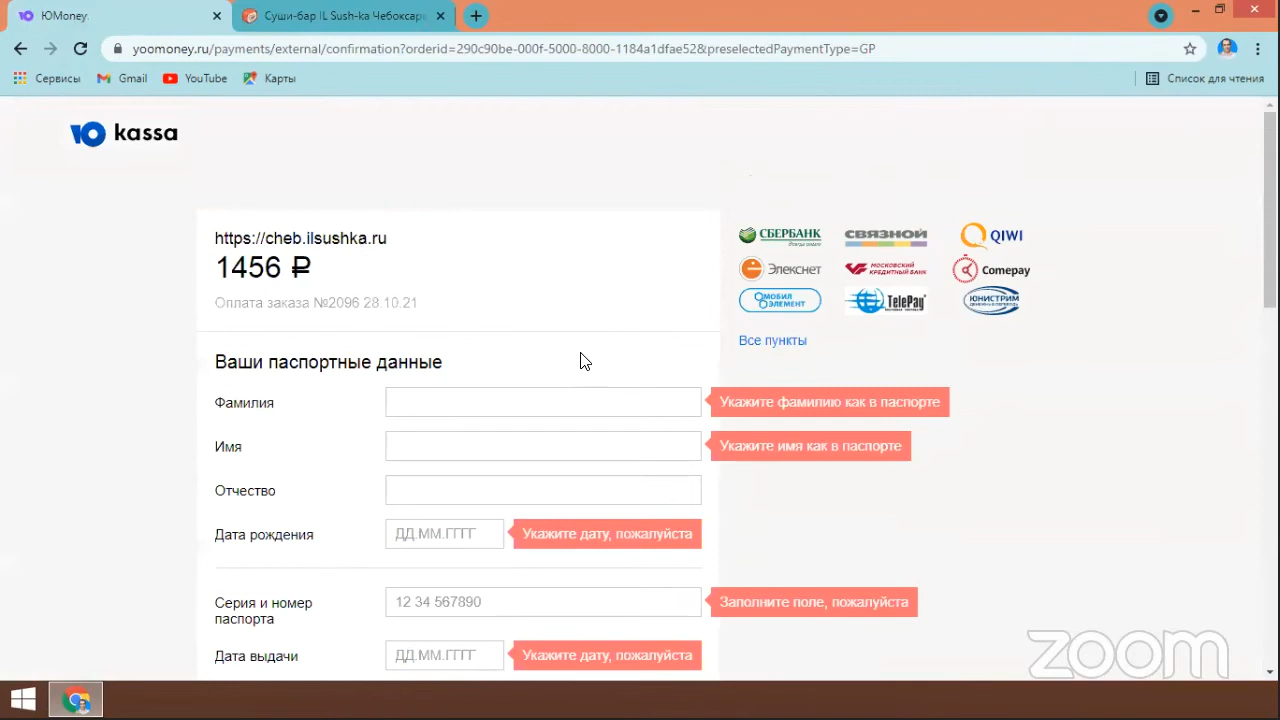 ЮMoney
Суши-бар IL Sush-ka Чебоксар
yoomoney.ru/payments/external/confirmation?orderid=290c90be-000f-5000-8000-1184a1dfae52&preselectedPaymentType=GP
Сервисы
Gmail
YouTube
Карты
Список для чтения
Ю kassa
https://cheb.ilsushka.ru
1456 ₽
Оплата заказа №2096 28.10.21
СБЕРБАНК
Всегда рядом
СВЯЗНОЙ
QIWI
Элекснет
МОСКОВСКИЙ
КРЕДИТНЫЙ БАНК
Comepay
МОБИЛ
ЭЛЕМЕНТ
TelePay
ЮНИСТРИМ
Все пункты
Ваши паспортные данные
Фамилия
Укажите фамилию как в паспорте
Имя
Укажите имя как в паспорте
Отчество
Дата рождения
ДД.ММ.ГГГГ
Укажите дату, пожалуйста
Серия и номер
паспорта
12 34 567890
Заполните поле, пожалуйста
Дата выдачи
ДД.ММ.ГГГГ
Укажите дату, пожалуйста
zoom